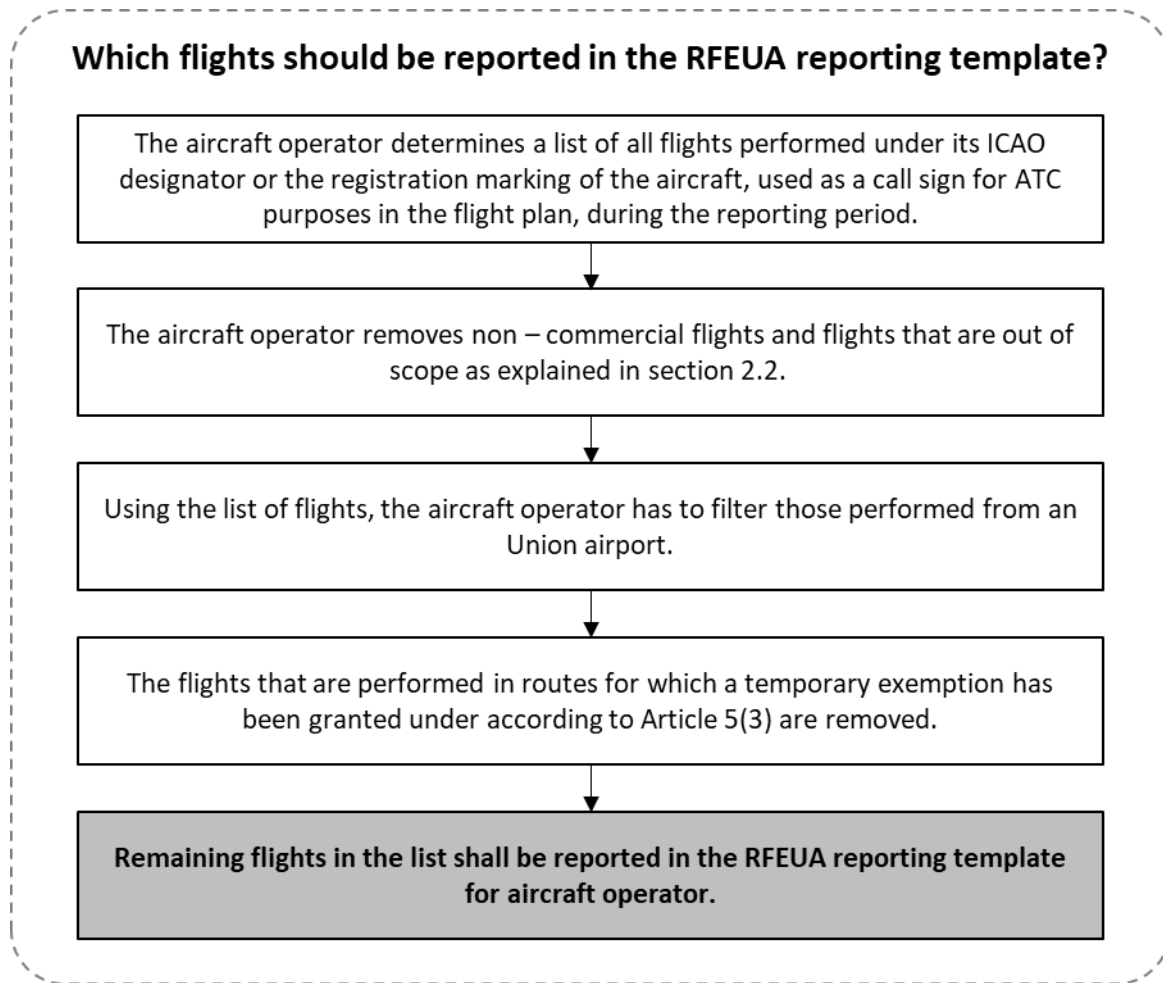 Which flights should be reported in the RFEUA reporting template?
The aircraft operator determines a list of all flights performed under its ICAO
designator or the registration marking of the aircraft, used as a call sign for ATC
purposes in the flight plan, during the reporting period.
The aircraft operator removes non – commercial flights and flights that are out of
scope as explained in section 2.2.
Using the list of flights, the aircraft operator has to filter those performed from an
Union airport.
The flights that are performed in routes for which a temporary exemption has
been granted under according to Article 5(3) are removed.
Remaining flights in the list shall be reported in the RFEUA reporting template
for aircraft operator.